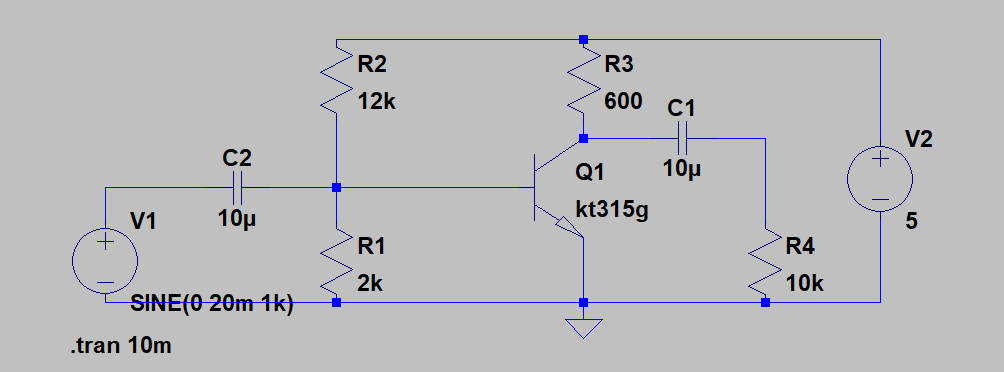 R2
12k
R3
600
C1
10µ
V2
5
C2
10µ
Q1
kt315g
V1
SINE(0 20m 1k)
R1
2k
R4
10k
.tran 10m